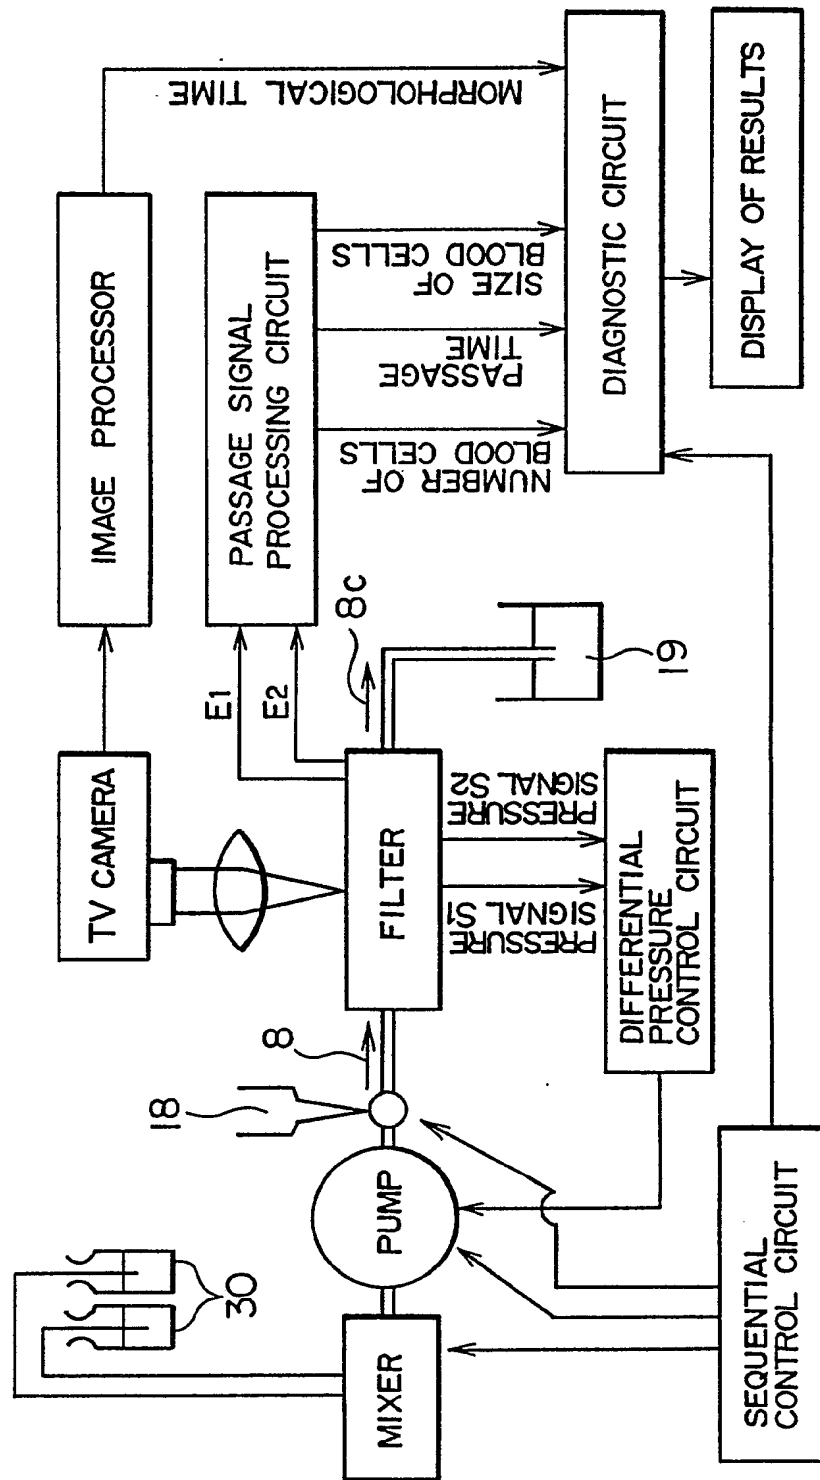 TV CAMERA
IMAGE PROCESSOR
MORPHOLOGICAL TIME
E1
E2
PASSAGE SIGNAL
PROCESSING CIRCUIT
30
18
8
8C
MIXER
PUMP
FILTER
19
NUMBER OF
BLOOD CELLS
PASSAGE
TIME
SIZE OF
BLOOD CELLS
PRESSURE
SIGNAL S1
PRESSURE
SIGNAL S2
DIFFERENTIAL
PRESSURE
CONTROL CIRCUIT
DIAGNOSTIC CIRCUIT
DISPLAY OF RESULTS
SEQUENTIAL
CONTROL CIRCUIT